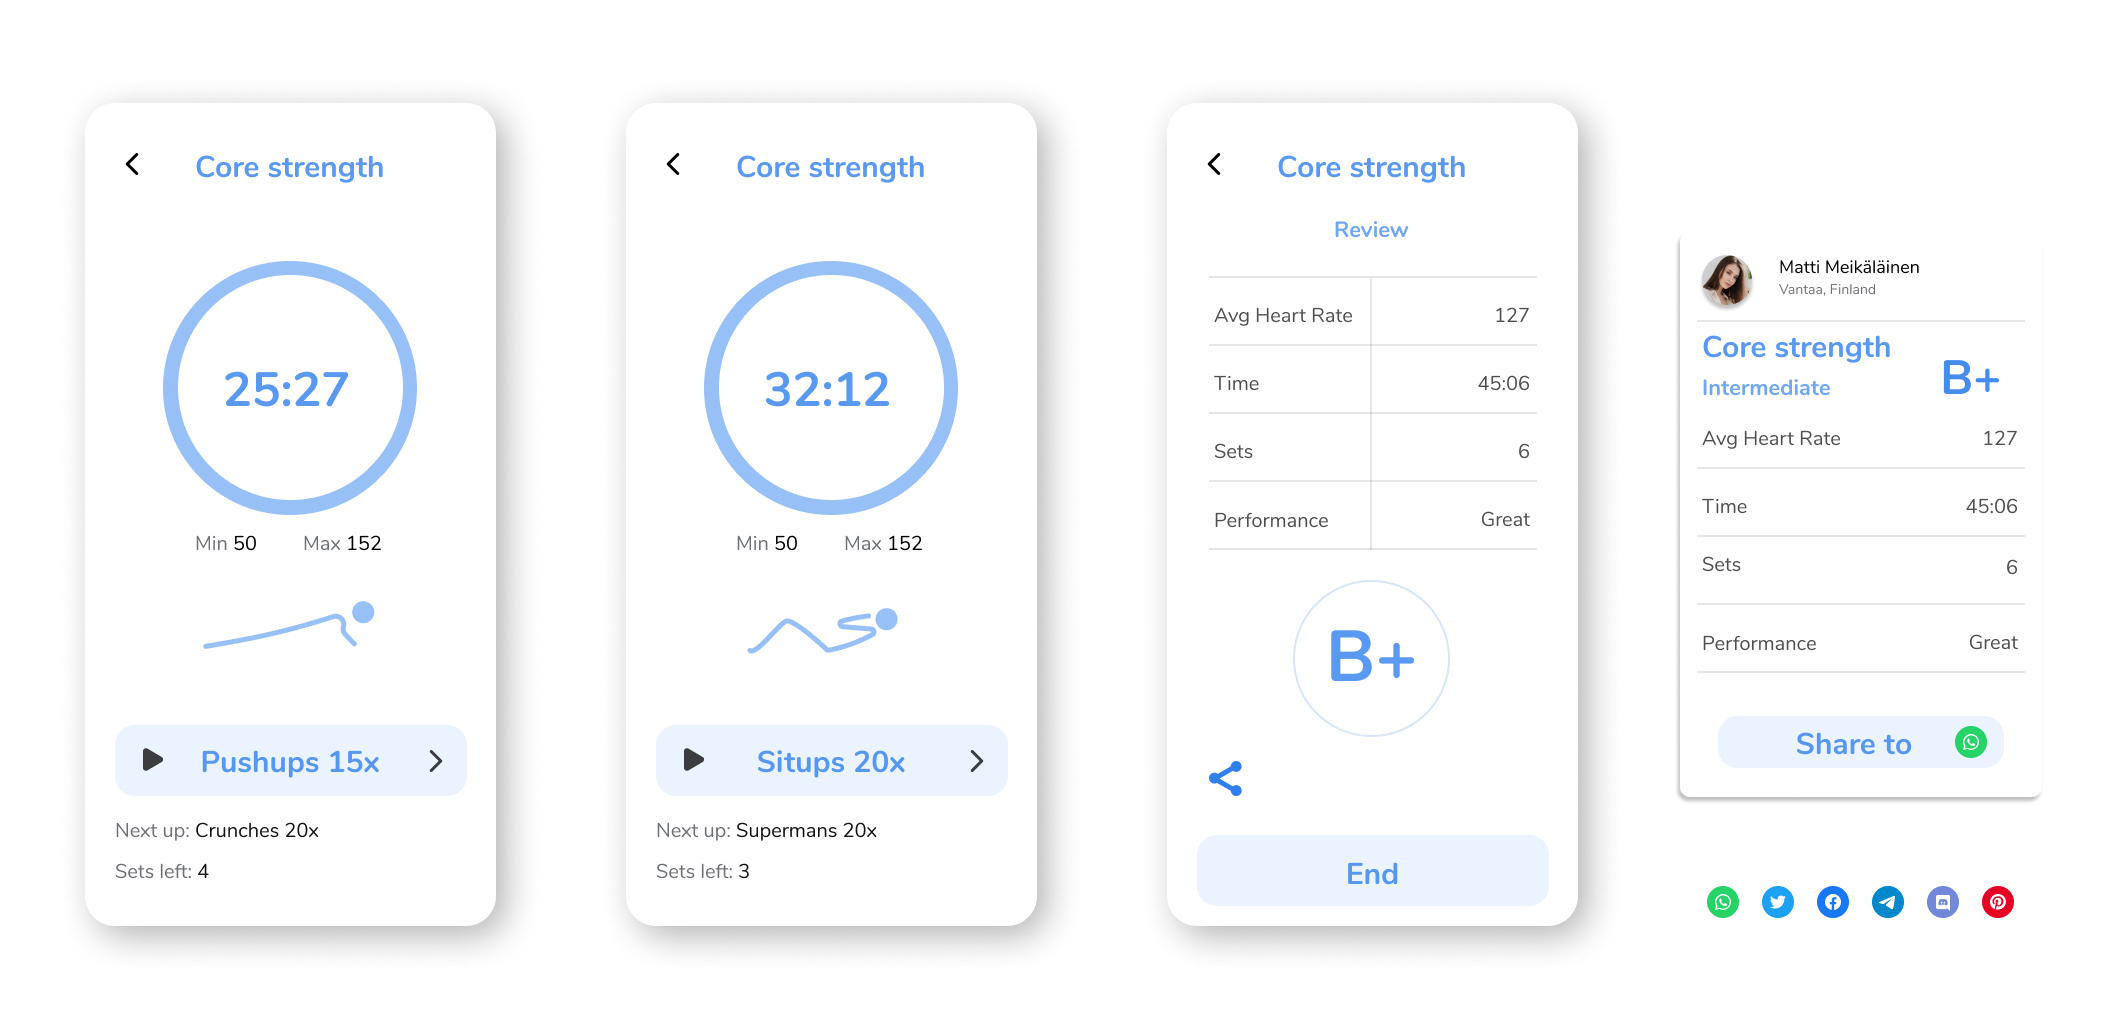 Core strength
25:27
Min 50 Max 152
Pushups 15x
Next up: Crunches 20x
Sets left: 4
Core strength
32:12
Min 50 Max 152
Situps 20x
Next up: Supermans 20x
Sets left: 3
Core strength
Review
Avg Heart Rate 127
Time 45:06
Sets 6
Performance Great
B+
End
Matti Meikäläinen
Vantaa, Finland
Core strength
Intermediate
B+
Avg Heart Rate 127
Time 45:06
Sets 6
Performance Great
Share to